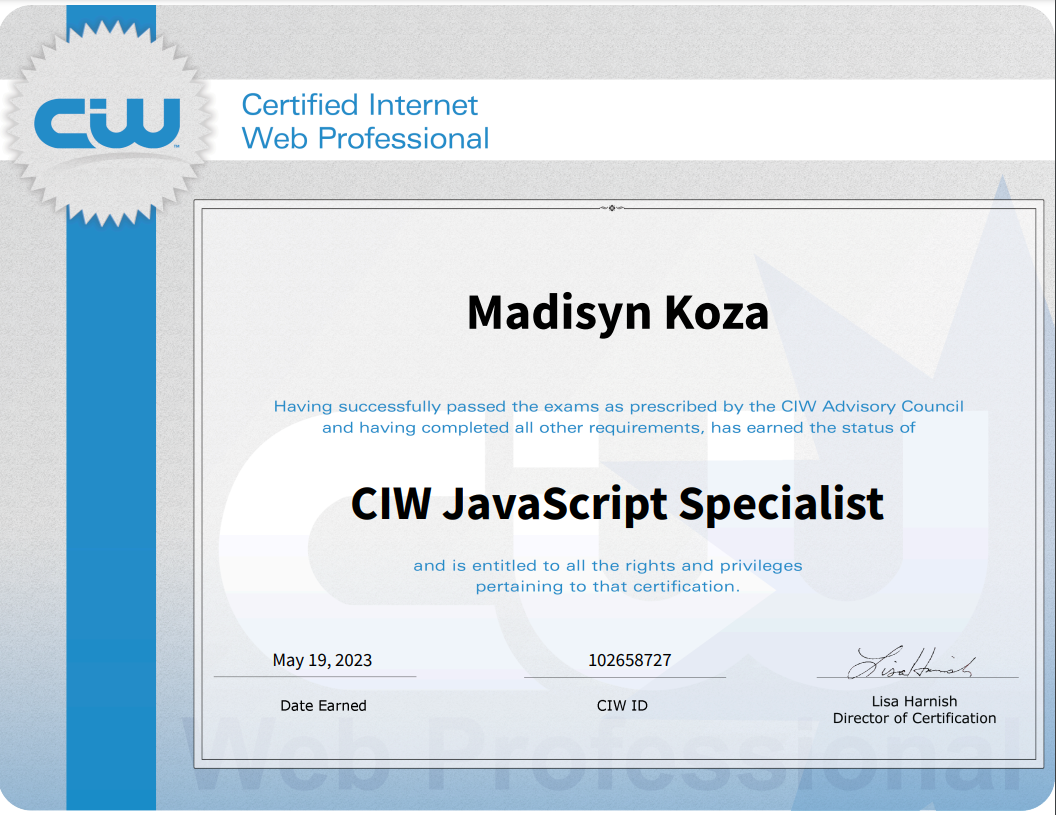 CIW
Certified Internet
Web Professional
Madisyn Koza
Having successfully passed the exams as prescribed by the CIW Advisory Council
and having completed all other requirements, has earned the status of
CIW JavaScript Specialist
and is entitled to all the rights and privileges
pertaining to that certification.
May 19, 2023
102658727
Lisa Harnish
Date Earned
CIW ID
Lisa Harnish
Director of Certification
Web Professional